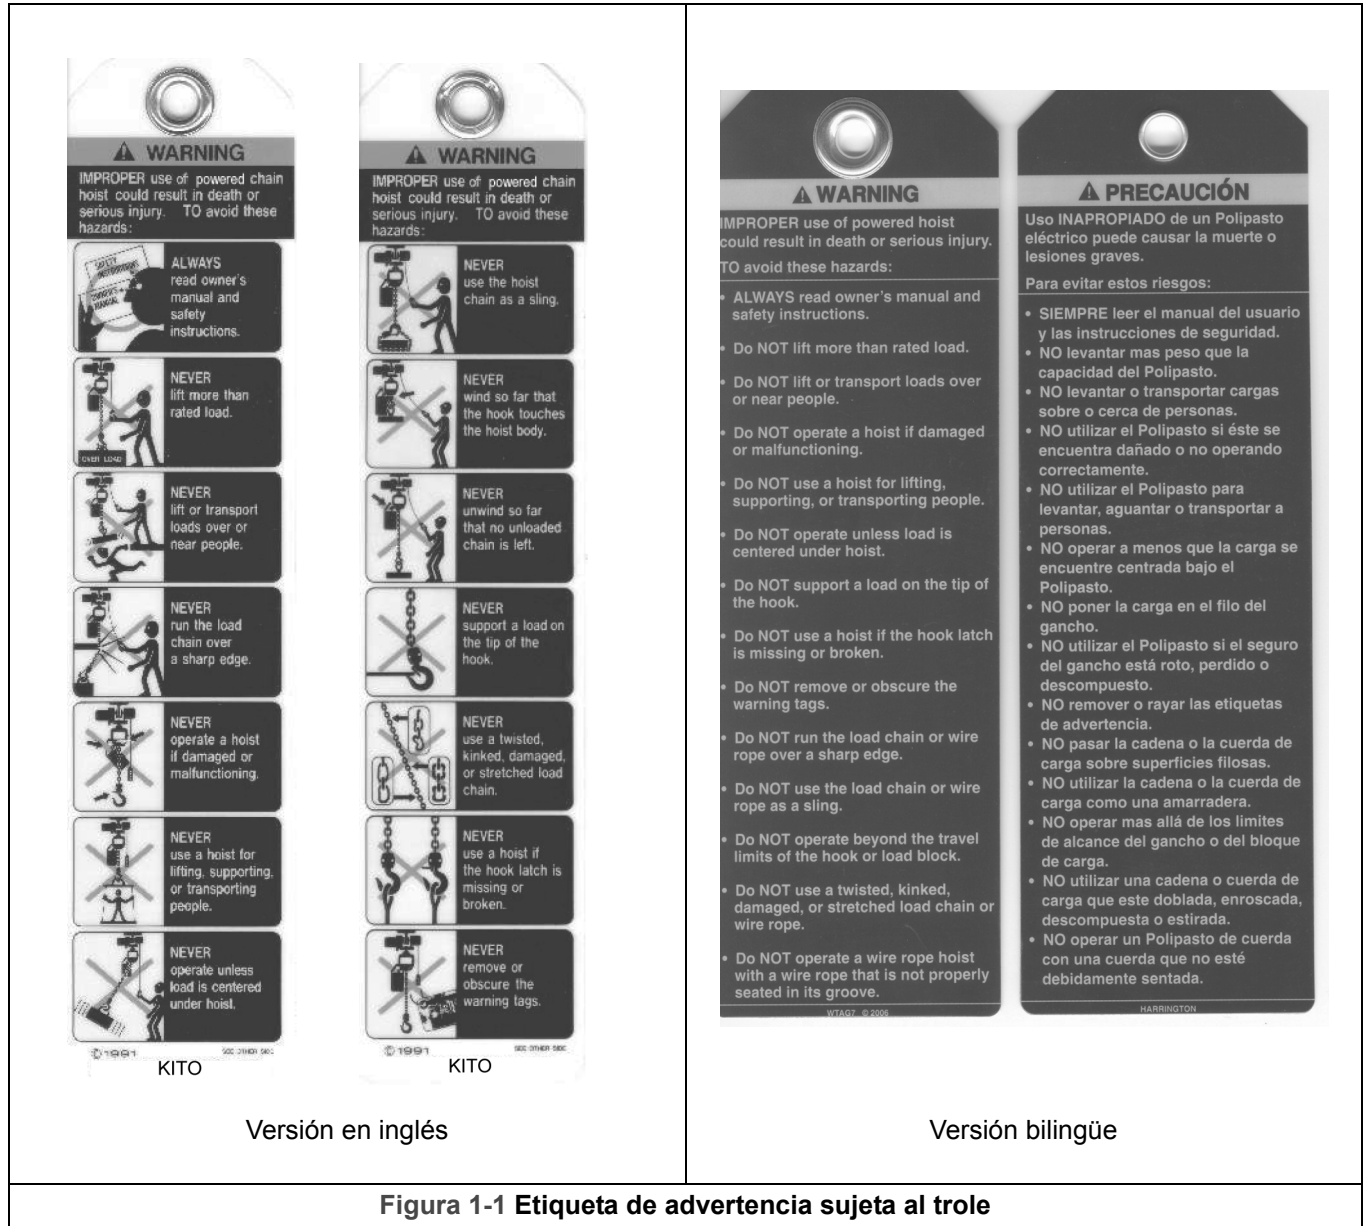 WARNING
IMPROPER use of powered chain
hoist could result in death or
serious injury. TO avoid these
hazards:
SAFETY
INSTRUCTIONS
OWNER'S
MANUAL
ALWAYS
read owner's
manual and
safety
instructions.
NEVER
lift more than
rated load.
OVER LOAD
NEVER
lift or transport
loads over or
near people.
NEVER
run the load
chain over
a sharp edge.
NEVER
operate a hoist
if damaged or
malfunctioning.
NEVER
use a hoist for
lifting, supporting,
or transporting
people.
NEVER
operate unless
load is centered
under hoist.
©1991 SEE OTHER SIDE
KITO
WARNING
IMPROPER use of powered chain
hoist could result in death or
serious injury. TO avoid these
hazards:
NEVER
use the hoist
chain as a sling.
NEVER
wind so far that
the hook touches
the hoist body.
NEVER
unwind so far
that no unloaded
chain is left.
NEVER
support a load on
the tip of the
hook.
NEVER
use a twisted,
kinked, damaged,
or stretched load
chain.
NEVER
use a hoist if
the hook latch is
missing or
broken.
NEVER
remove or
obscure the
warning tags.
©1991 SEE OTHER SIDE
KITO
Versión en inglés
WARNING
IMPROPER use of powered hoist
could result in death or serious injury.
TO avoid these hazards:
• ALWAYS read owner's manual and
safety instructions.
• Do NOT lift more than rated load.
• Do NOT lift or transport loads over
or near people.
• Do NOT operate a hoist if damaged
or malfunctioning.
• Do NOT use a hoist for lifting,
supporting, or transporting people.
• Do NOT operate unless load is
centered under hoist.
• Do NOT support a load on the tip of
the hook.
• Do NOT use a hoist if the hook latch
is missing or broken.
• Do NOT remove or obscure the
warning tags.
• Do NOT run the load chain or wire
rope over a sharp edge.
• Do NOT use the load chain or wire
rope as a sling.
• Do NOT operate beyond the travel
limits of the hook or load block.
• Do NOT use a twisted, kinked,
damaged, or stretched load chain or
wire rope.
• Do NOT operate a wire rope hoist
with a wire rope that is not properly
seated in its groove.
WTAG7 © 2006
PRECAUCIÓN
Uso INAPROPIADO de un Polipasto
eléctrico puede causar la muerte o
lesiones graves.
Para evitar estos riesgos:
• SIEMPRE leer el manual del usuario
y las instrucciones de seguridad.
• NO levantar mas peso que la
capacidad del Polipasto.
• NO levantar o transportar cargas
sobre o cerca de personas.
• NO utilizar el Polipasto si éste se
encuentra dañado o no operando
correctamente.
• NO utilizar el Polipasto para
levantar, aguantar o transportar a
personas.
• NO operar a menos que la carga se
encuentre centrada bajo el
Polipasto.
• NO poner la carga en el filo del
gancho.
• NO utilizar el Polipasto si el seguro
del gancho está roto, perdido o
descompuesto.
• NO remover o rayar las etiquetas
de advertencia.
• NO pasar la cadena o la cuerda de
carga sobre superficies filosas.
• NO utilizar la cadena o la cuerda de
carga como una amarradera.
• NO operar mas allá de los limites
de alcance del gancho o del bloque
de carga.
• NO utilizar una cadena o cuerda de
carga que este doblada, enroscada,
descompuesta o estirada.
• NO operar un Polipasto de cuerda
con una cuerda que no esté
debidamente sentada.
HARRINGTON
Versión bilingüe
Figura 1-1 Etiqueta de advertencia sujeta al trole